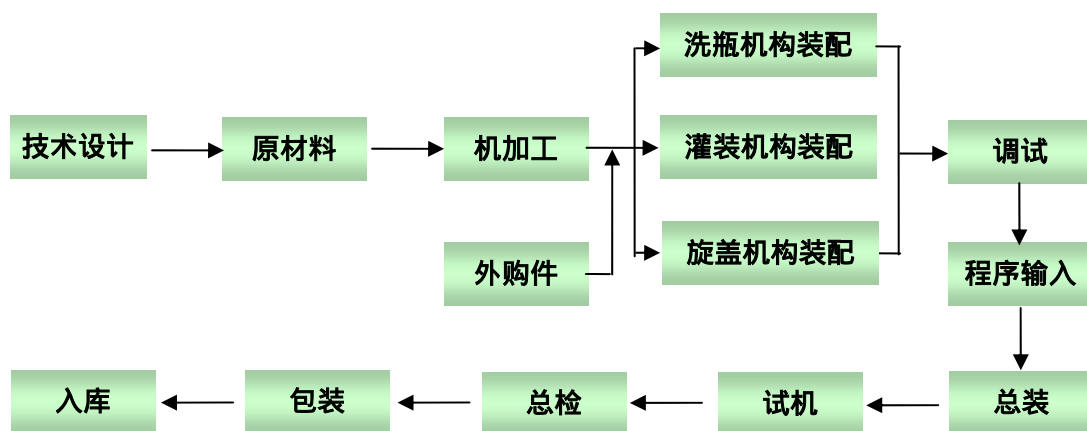 技术设计
原材料
机加工
外购件
洗瓶机构装配
灌装机构装配
旋盖机构装配
调试
程序输入
总装
试机
总检
包装
入库